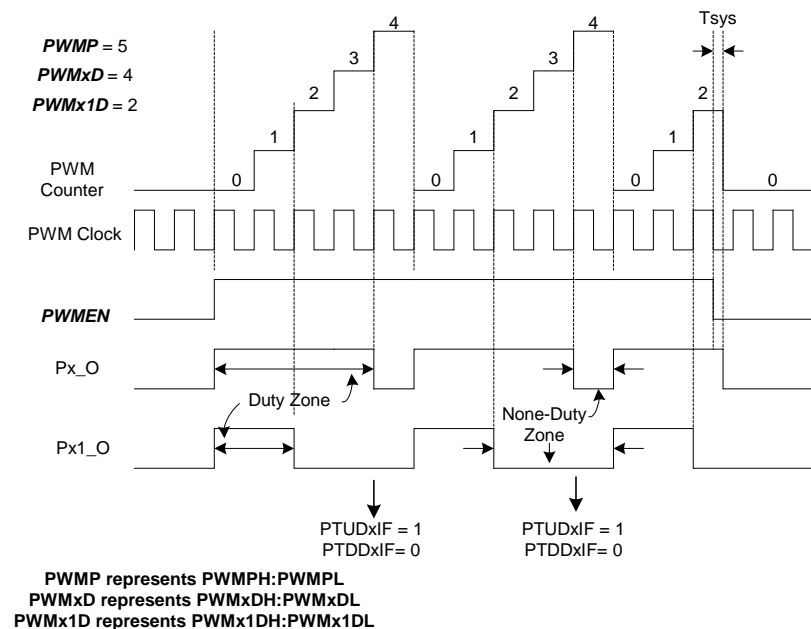 4
4
Tsys
PWMP = 5
3
3
PWMxD = 4
2
2
2
PWMx1D = 2
1
1
1
PWM
Counter
0
0
0
0
PWM Clock
PWMEN
Px_O
Duty Zone
None-Duty
Zone
Px1_O
PTUDxIF = 1
PTDDxIF= 0
PTUDxIF = 1
PTDDxIF= 0
PWMP represents PWMPH:PWMPL
PWMxD represents PWMxDH:PWMxDL
PWMx1D represents PWMx1DH:PWMx1DL